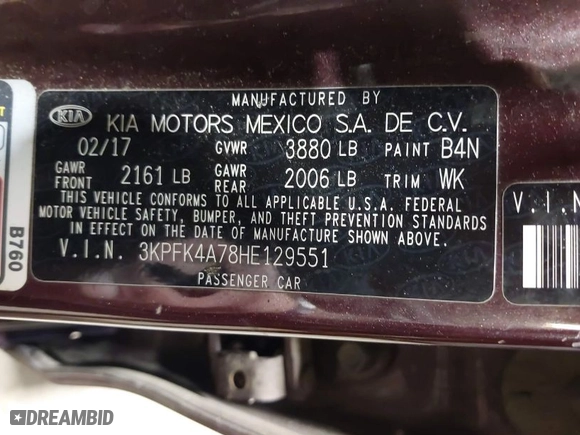 MANUFACTURED BY
KIA KIA MOTORS MEXICO S.A. DE C.V.
02/17 GVWR 3880 LB PAINT B4N
GAWR FRONT 2161 LB GAWR REAR 2006 LB TRIM WK
THIS VEHICLE CONFORMS TO ALL APPLICABLE U.S.A. FEDERAL
MOTOR VEHICLE SAFETY, BUMPER, AND THEFT PREVENTION STANDARDS
IN EFFECT ON THE DATE OF MANUFACTURE SHOWN ABOVE.
V.I.N. 3KPFK4A78HE129551
PASSENGER CAR
B760
V.I.N
DREAMBID